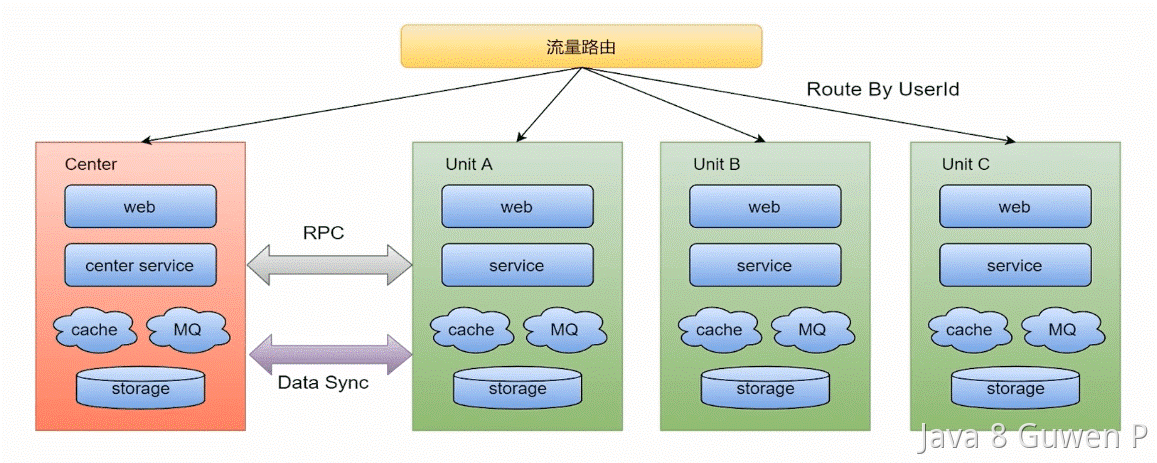 流量路由
Route By UserId
Center
Unit A
Unit B
Unit C
web
web
web
web
RPC
center service
service
service
service
cache
MQ
cache
MQ
cache
MQ
cache
MQ
Data Sync
storage
storage
storage
storage
Java 8 Guwen P